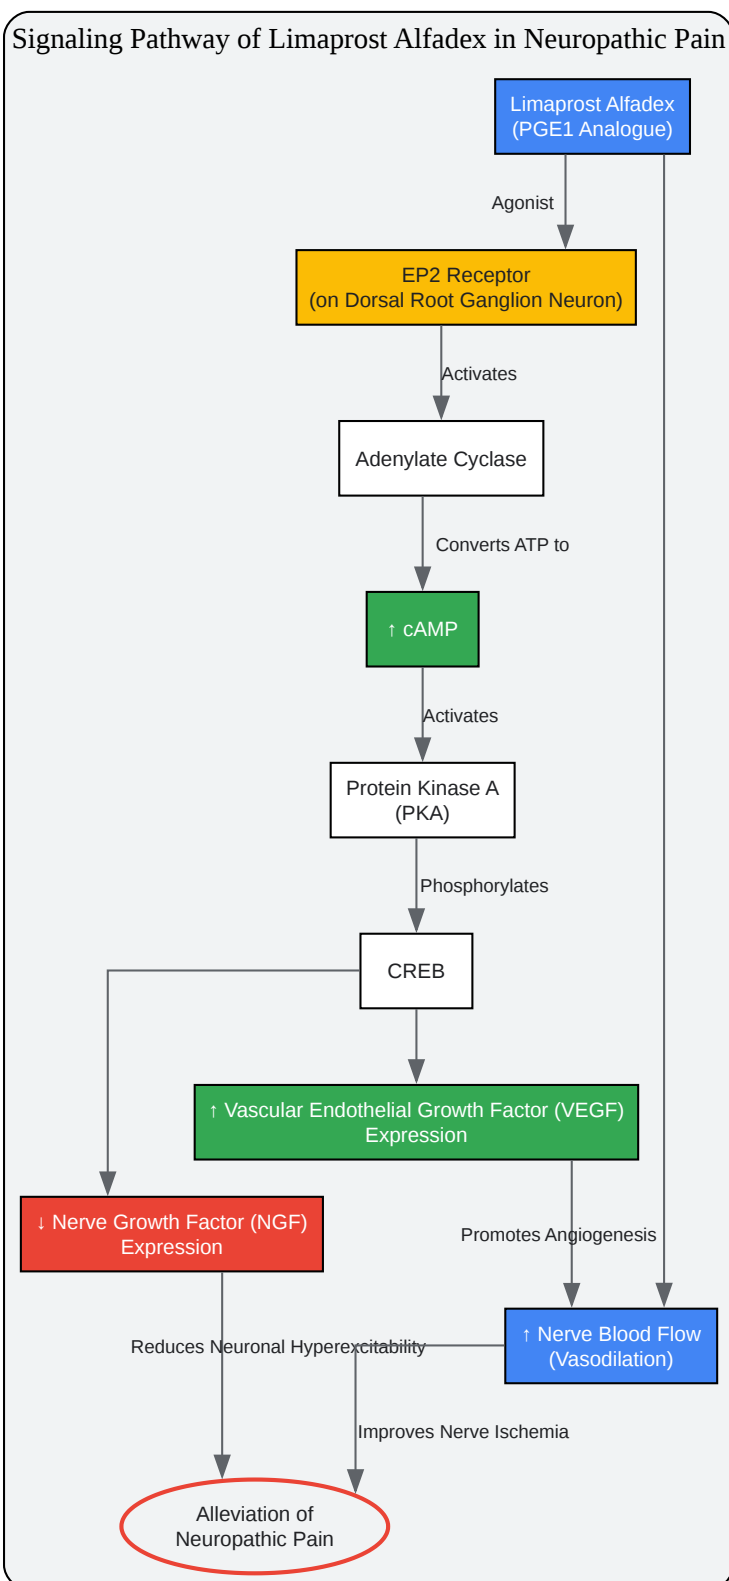 Signaling Pathway of Limaprost Alfadex in Neuropathic Pain
Limaprost Alfadex
(PGE1 Analogue)
Agonist
EP2 Receptor
(on Dorsal Root Ganglion Neuron)
Activates
Adenylate Cyclase
Converts ATP to
↑ cAMP
Activates
Protein Kinase A
(PKA)
Phosphorylates
CREB
↑ Vascular Endothelial Growth Factor (VEGF)
Expression
↓ Nerve Growth Factor (NGF)
Expression
Promotes Angiogenesis
↑ Nerve Blood Flow
(Vasodilation)
Reduces Neuronal Hyperexcitability
Improves Nerve Ischemia
Alleviation of
Neuropathic Pain